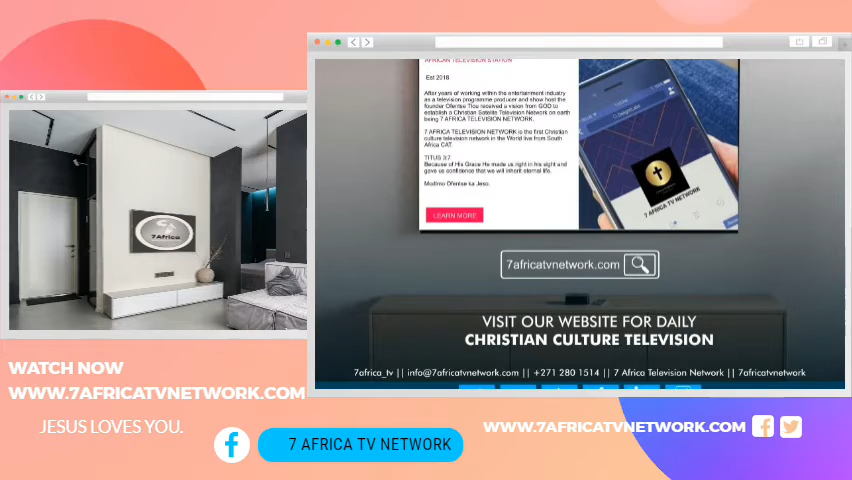 AFRICAN TELEVISION STATION
Est 2018
After years of working within the entertainment industry
as a television programme producer and show host the
founder Ofentse Tlou received a vision from GOD to
establish a Christian Satelite Television Network on earth
being 7 AFRICA TELEVISION NETWORK.
7 AFRICA TELEVISION NETWORK is the first Christian
culture television network in the World live from South
Africa CAT.
TITUS 3:7
Because of His Grace He made us right in his sight and
gave us confidence that we will inherit eternal life.
Modimo Ofentse ka Jeso.
LEARN MORE
7 AFRICA TV NETWORK
7Africa
7africatvnetwork.com
VISIT OUR WEBSITE FOR DAILY
CHRISTIAN CULTURE TELEVISION
7africa_tv || info@7africatvnetwork.com || +271 280 1514 || 7 Africa Television Network || 7africatvnetwork
WATCH NOW
WWW.7AFRICATVNETWORK.COM
JESUS LOVES YOU.
7 AFRICA TV NETWORK
WWW.7AFRICATVNETWORK.COM